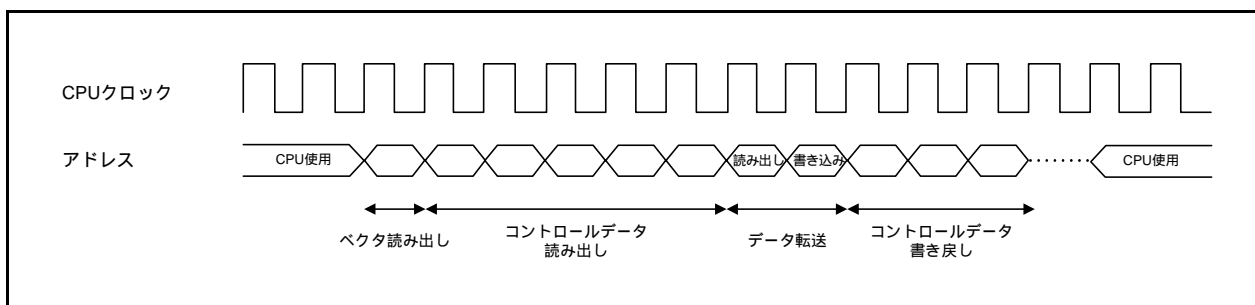 CPUクロック
アドレス
CPU使用
読み出し
書き込み
CPU使用
ベクタ読み出し
コントロールデータ
読み出し
データ転送
コントロールデータ
書き戻し